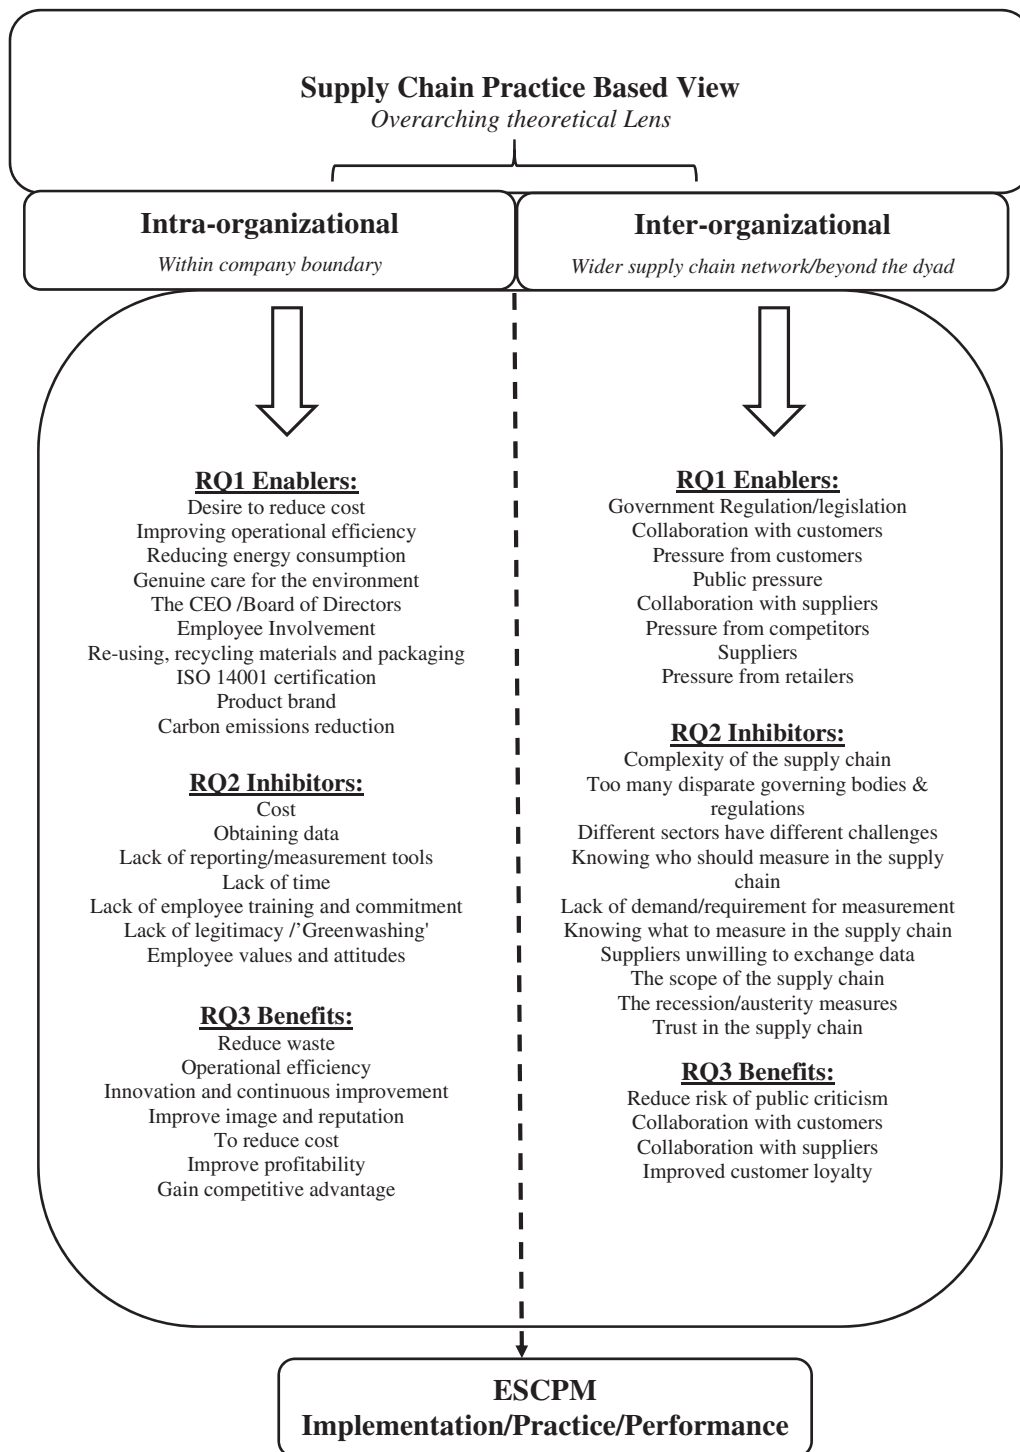 Supply Chain Practice Based View
Overarching theoretical Lens
Intra-organizational
Within company boundary
Inter-organizational
Wider supply chain network/beyond the dyad
RQ1 Enablers:
Desire to reduce cost
Improving operational efficiency
Reducing energy consumption
Genuine care for the environment
The CEO /Board of Directors
Employee Involvement
Re-using, recycling materials and packaging
ISO 14001 certification
Product brand
Carbon emissions reduction
RQ2 Inhibitors:
Cost
Obtaining data
Lack of reporting/measurement tools
Lack of time
Lack of employee training and commitment
Lack of legitimacy /'Greenwashing'
Employee values and attitudes
RQ3 Benefits:
Reduce waste
Operational efficiency
Innovation and continuous improvement
Improve image and reputation
To reduce cost
Improve profitability
Gain competitive advantage
RQ1 Enablers:
Government Regulation/legislation
Collaboration with customers
Pressure from customers
Public pressure
Collaboration with suppliers
Pressure from competitors
Suppliers
Pressure from retailers
RQ2 Inhibitors:
Complexity of the supply chain
Too many disparate governing bodies &
regulations
Different sectors have different challenges
Knowing who should measure in the supply
chain
Lack of demand/requirement for measurement
Knowing what to measure in the supply chain
Suppliers unwilling to exchange data
The scope of the supply chain
The recession/austerity measures
Trust in the supply chain
RQ3 Benefits:
Reduce risk of public criticism
Collaboration with customers
Collaboration with suppliers
Improved customer loyalty
ESCPM
Implementation/Practice/Performance